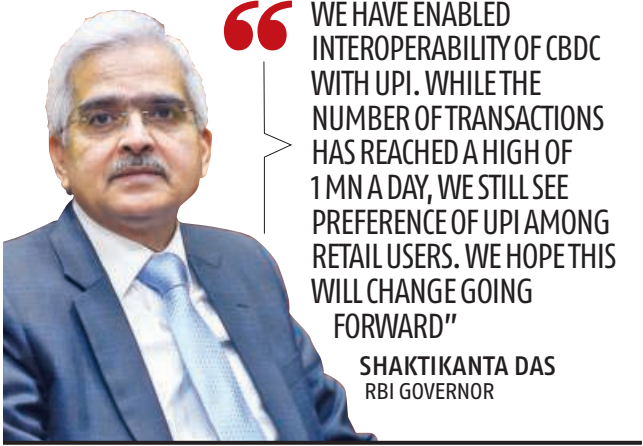 “
WE HAVE ENABLED
INTEROPERABILITY OF CBDC
WITH UPI. WHILE THE
NUMBER OF TRANSACTIONS
HAS REACHED A HIGH OF
1 MN A DAY, WE STILL SEE
PREFERENCE OF UPI AMONG
RETAIL USERS. WE HOPE THIS
WILL CHANGE GOING
FORWARD”
SHAKTIKANTA DAS
RBI GOVERNOR